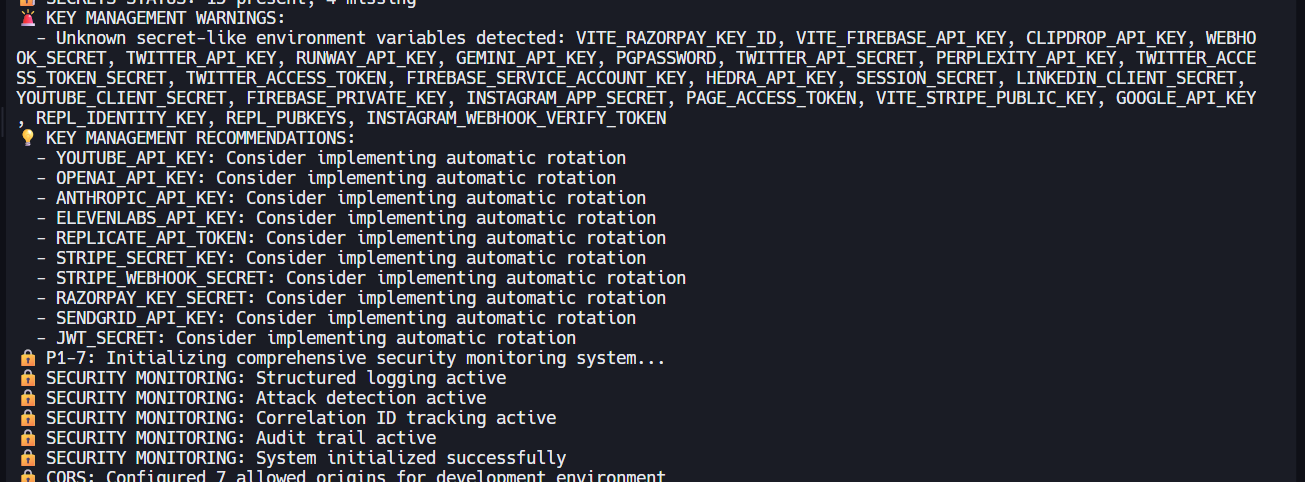 SECRETS STATUS: 15 present, 4 missing
🚨 KEY MANAGEMENT WARNINGS:
- Unknown secret-like environment variables detected: VITE_RAZORPAY_KEY_ID, VITE_FIREBASE_API_KEY, CLIPDROP_API_KEY, WEBHO
OK_SECRET, TWITTER_API_KEY, RUNWAY_API_KEY, GEMINI_API_KEY, PGPASSWORD, TWITTER_API_SECRET, PERPLEXITY_API_KEY, TWITTER_ACCE
SS_TOKEN_SECRET, TWITTER_ACCESS_TOKEN, FIREBASE_SERVICE_ACCOUNT_KEY, HEDRA_API_KEY, SESSION_SECRET, LINKEDIN_CLIENT_SECRET,
YOUTUBE_CLIENT_SECRET, FIREBASE_PRIVATE_KEY, INSTAGRAM_APP_SECRET, PAGE_ACCESS_TOKEN, VITE_STRIPE_PUBLIC_KEY, GOOGLE_API_KEY
, REPL_IDENTITY_KEY, REPL_PUBKEYS, INSTAGRAM_WEBHOOK_VERIFY_TOKEN
💡 KEY MANAGEMENT RECOMMENDATIONS:
- YOUTUBE_API_KEY: Consider implementing automatic rotation
- OPENAI_API_KEY: Consider implementing automatic rotation
- ANTHROPIC_API_KEY: Consider implementing automatic rotation
- ELEVENLABS_API_KEY: Consider implementing automatic rotation
- REPLICATE_API_TOKEN: Consider implementing automatic rotation
- STRIPE_SECRET_KEY: Consider implementing automatic rotation
- STRIPE_WEBHOOK_SECRET: Consider implementing automatic rotation
- RAZORPAY_KEY_SECRET: Consider implementing automatic rotation
- SENDGRID_API_KEY: Consider implementing automatic rotation
- JWT_SECRET: Consider implementing automatic rotation
🔒 P1-7: Initializing comprehensive security monitoring system...
🔒 SECURITY MONITORING: Structured logging active
🔒 SECURITY MONITORING: Attack detection active
🔒 SECURITY MONITORING: Correlation ID tracking active
🔒 SECURITY MONITORING: Audit trail active
🔒 SECURITY MONITORING: System initialized successfully
🔒 CORS: Configured 7 allowed origins for development environment